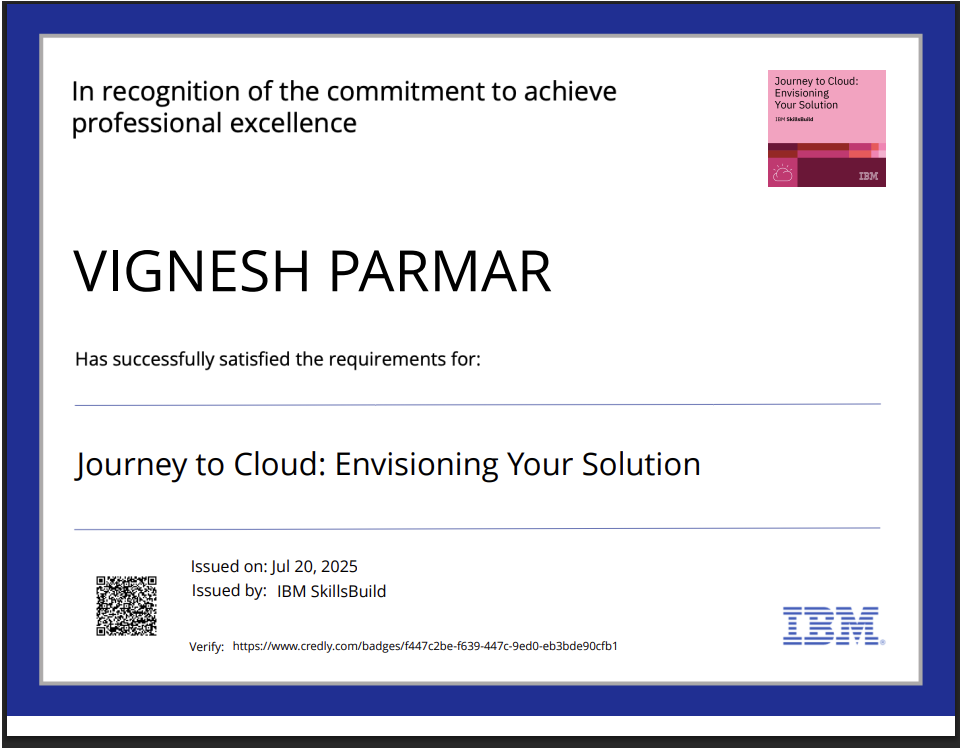 In recognition of the commitment to achieve
professional excellence
Journey to Cloud:
Envisioning
Your Solution
IBM SkillsBuild
IBM
VIGNESH PARMAR
Has successfully satisfied the requirements for:
Journey to Cloud: Envisioning Your Solution
Issued on: Jul 20, 2025
Issued by: IBM SkillsBuild
Verify: https://www.credly.com/badges/f447c2be-f639-447c-9ed0-eb3bde90cfb1
IBM®